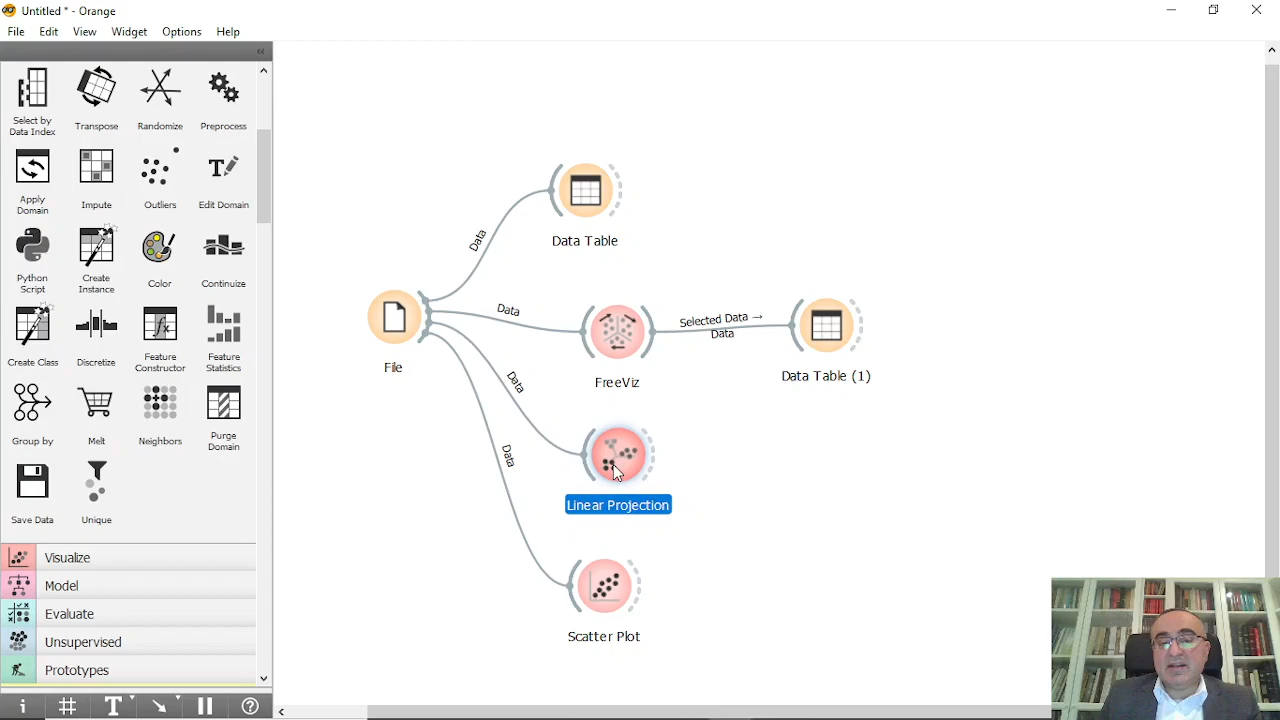 Untitled * - Orange
File Edit View Widget Options Help
Select by
Data Index
Transpose
Randomize
Preprocess
Apply
Domain
Impute
Outliers
Edit Domain
Python
Script
Create
Instance
Color
Continuize
Create Class
Discretize
Feature
Constructor
Feature
Statistics
Group by
Melt
Neighbors
Purge
Domain
Save Data
Unique
Visualize
Model
Evaluate
Unsupervised
Prototypes
File
Data
Data Table
Data
FreeViz
Selected Data →
Data
Data Table (1)
Data
Linear Projection
Data
Scatter Plot